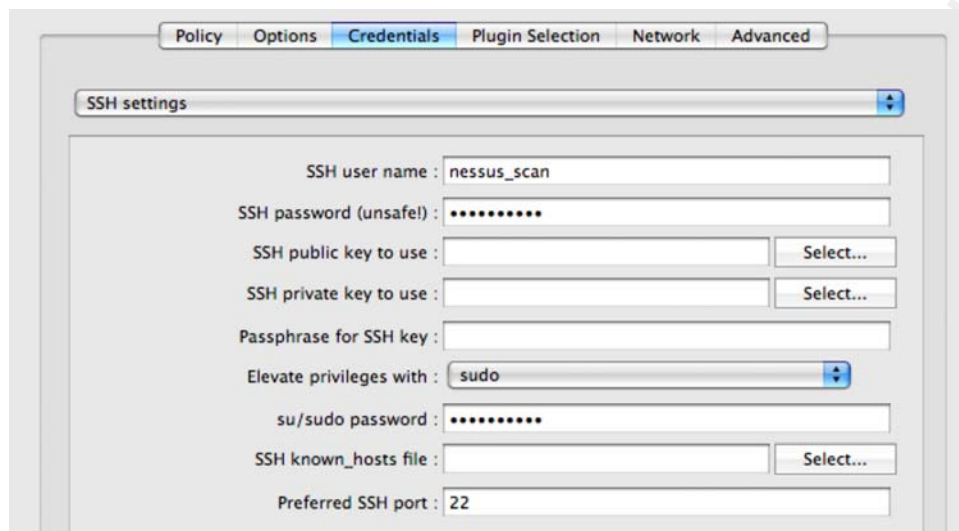 Policy Options Credentials Plugin Selection Network Advanced
SSH settings
SSH user name : nessus_scan
SSH password (unsafe!) : ••••••••••
SSH public key to use : Select...
SSH private key to use : Select...
Passphrase for SSH key :
Elevate privileges with : sudo
su/sudo password : ••••••••••
SSH known_hosts file : Select...
Preferred SSH port : 22